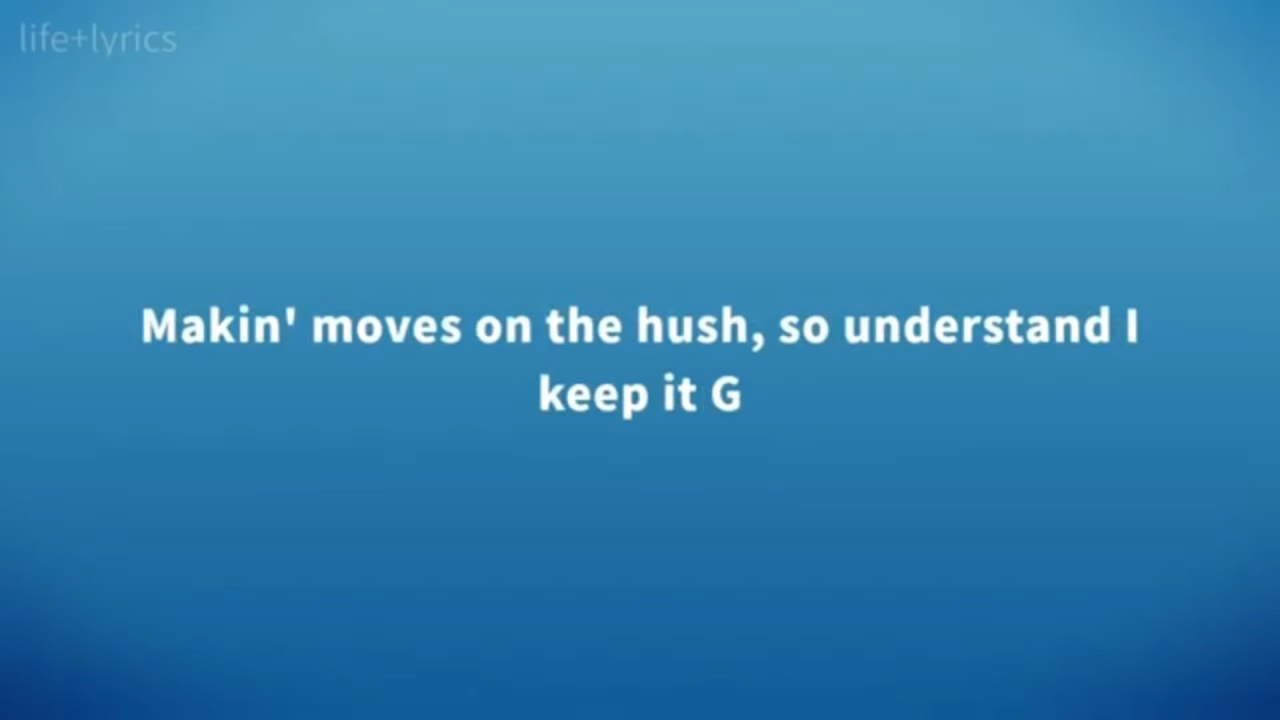 life+lyrics
Makin' moves on the hush, so understand I
keep it G